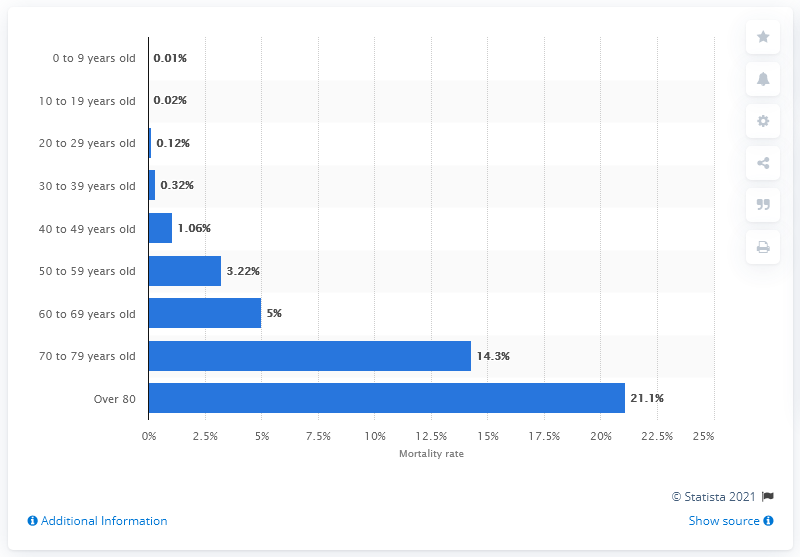 0 to 9 years old 0.01%
10 to 19 years old 0.02%
20 to 29 years old 0.12%
30 to 39 years old 0.32%
40 to 49 years old 1.06%
50 to 59 years old 3.22%
60 to 69 years old 5%
70 to 79 years old 14.3%
Over 80 21.1%
0% 2.5% 5% 7.5% 10% 12.5% 15% 17.5% 20% 22.5% 25%
Mortality rate
© Statista 2021
Additional Information Show source